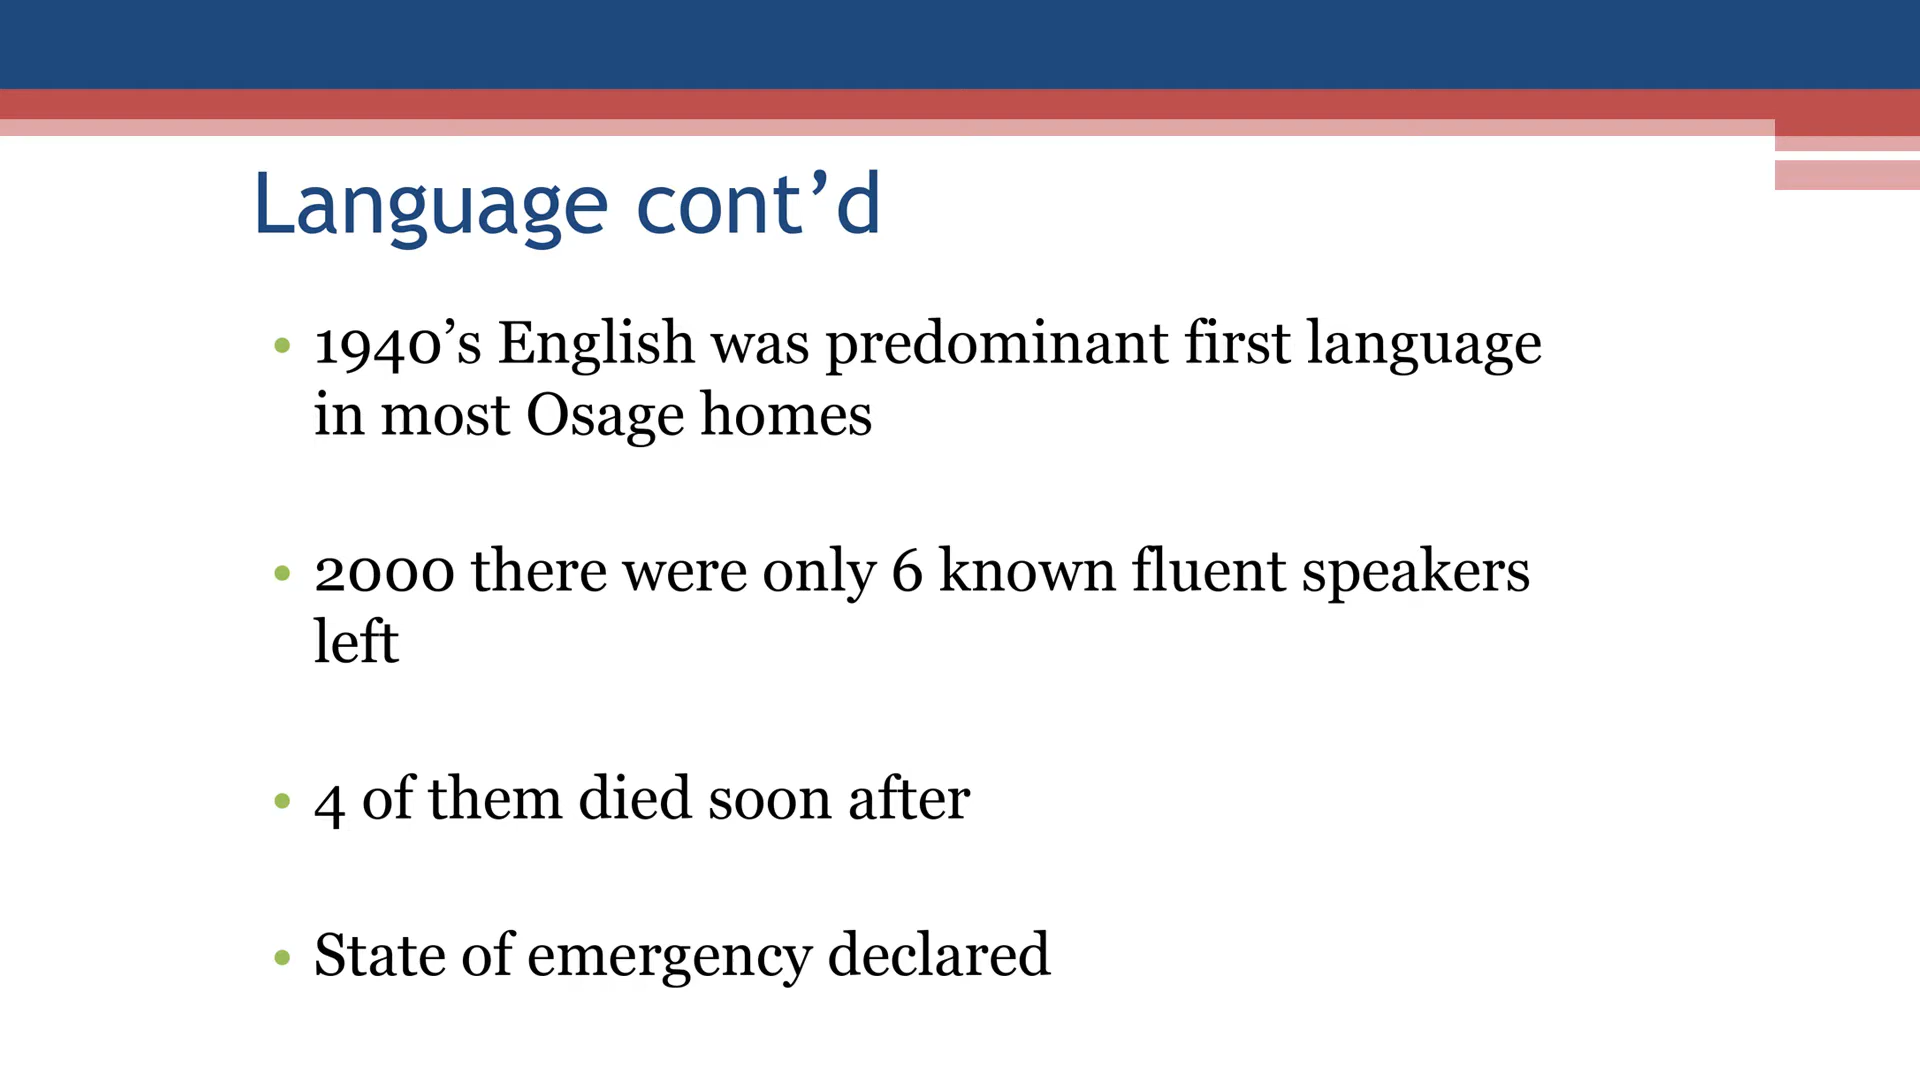 Language cont’d
• 1940’s English was predominant first language
in most Osage homes
• 2000 there were only 6 known fluent speakers
left
• 4 of them died soon after
• State of emergency declared